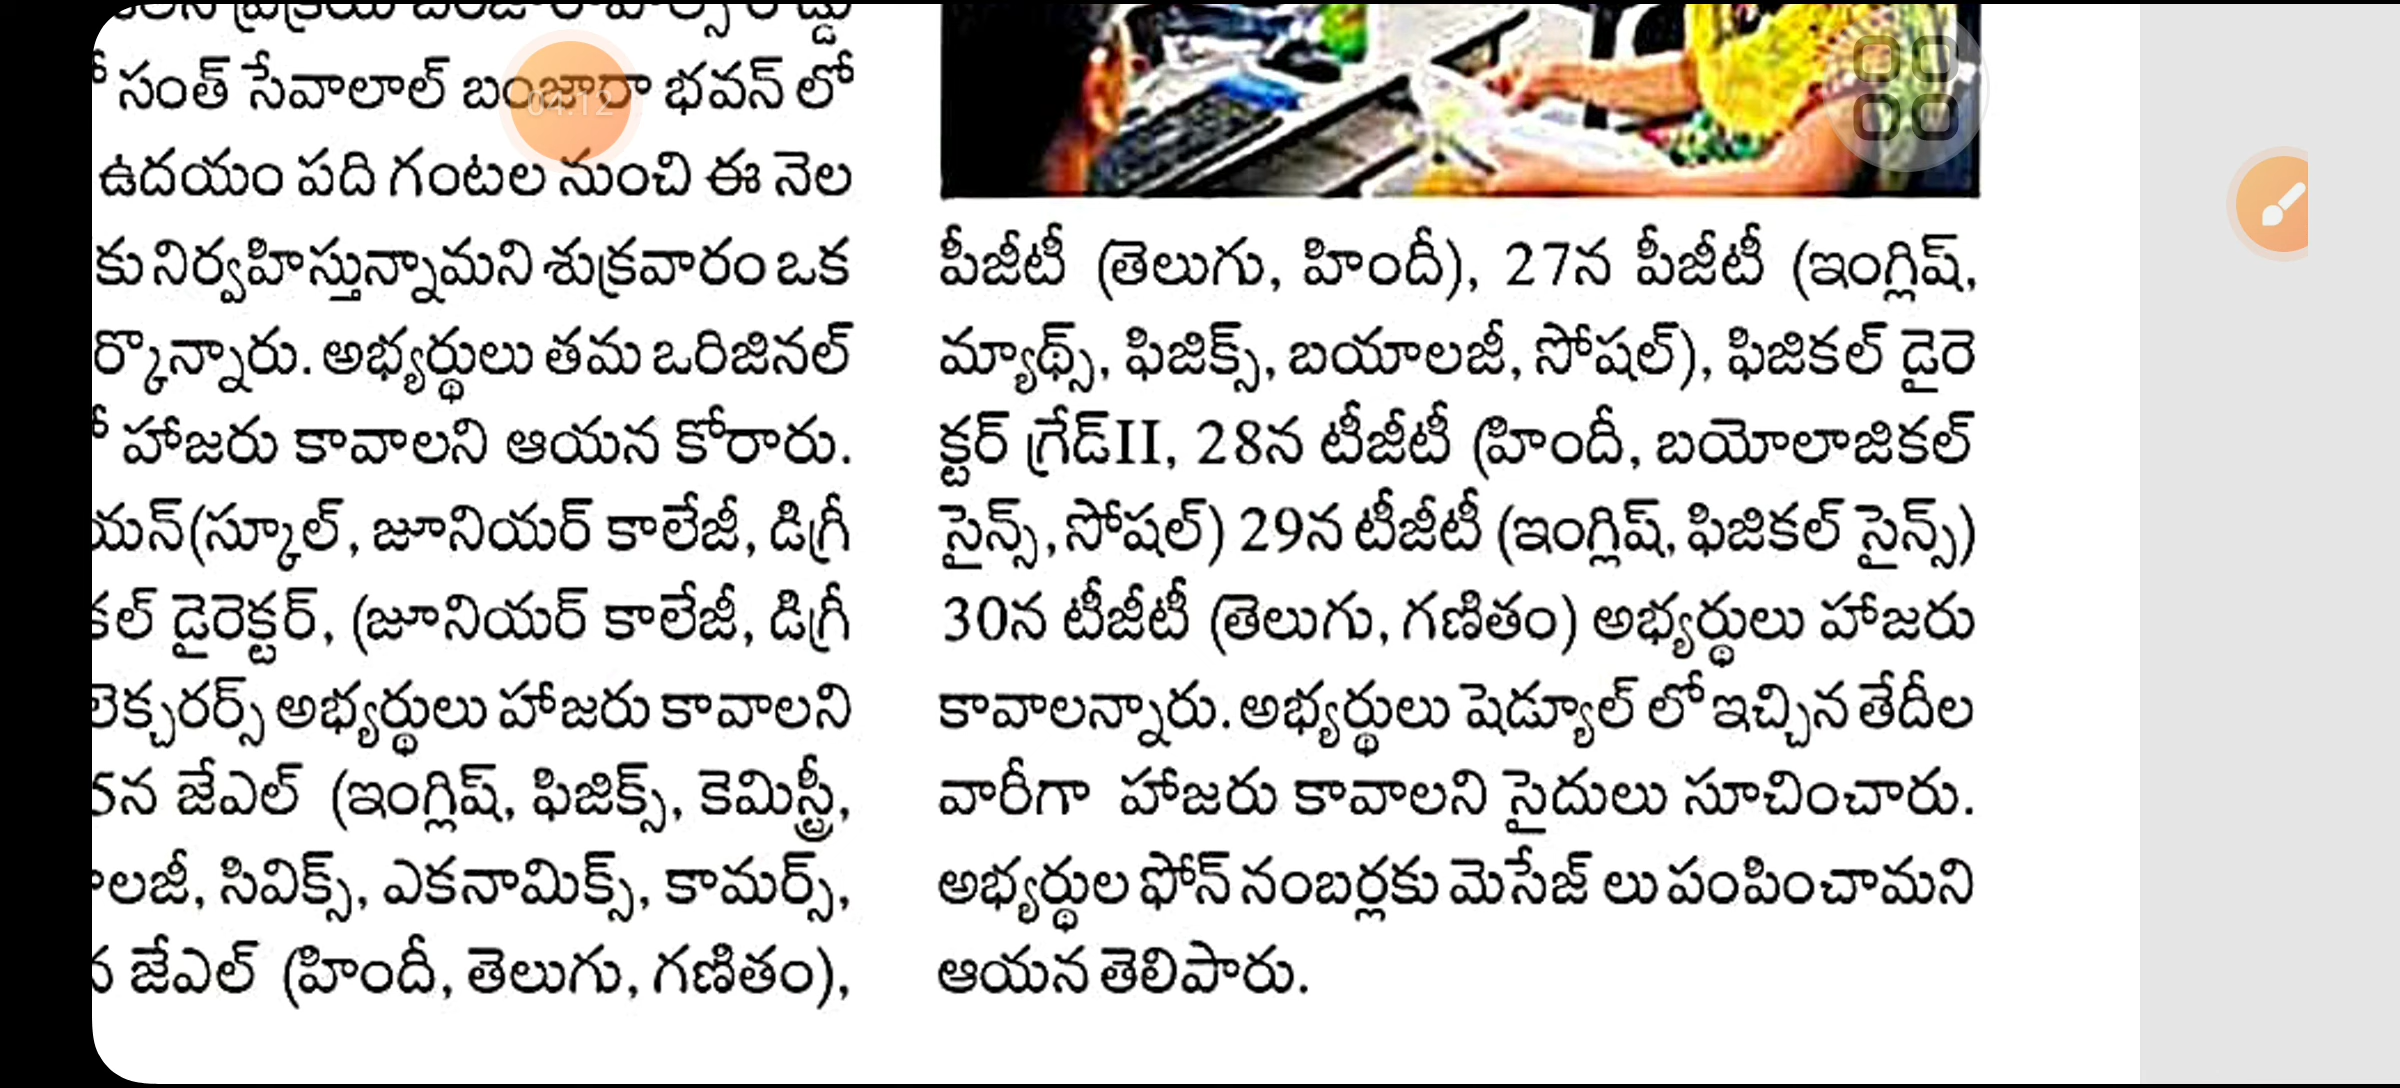 సంత్ సేవాలాల్ బంజారా భవన్ లో
ఉదయం పది గంటల నుంచి ఈ నెల
కు నిర్వహిస్తున్నామని శుక్రవారం ఒక
ర్కొన్నారు. అభ్యర్థులు తమ ఒరిజినల్
హాజరు కావాలని ఆయన కోరారు.
యన్(స్కూల్, జూనియర్ కాలేజీ, డిగ్రీ
కల్ డైరెక్టర్, (జూనియర్ కాలేజీ, డిగ్రీ
లెక్చరర్స్ అభ్యర్థులు హాజరు కావాలని
5న జేఎల్ (ఇంగ్లిష్, ఫిజిక్స్, కెమిస్ట్రీ,
లజీ, సివిక్స్, ఎకనామిక్స్, కామర్స్,
న జేఎల్ (హిందీ, తెలుగు, గణితం),
పీజీటీ (తెలుగు, హిందీ), 27న పీజీటీ (ఇంగ్లిష్,
మ్యాథ్స్, ఫిజిక్స్, బయాలజీ, సోషల్), ఫిజికల్ డైరె
క్టర్ గ్రేడ్II, 28న టీజీటీ (హిందీ, బయోలాజికల్
సైన్స్, సోషల్) 29న టీజీటీ (ఇంగ్లిష్, ఫిజికల్ సైన్స్)
30న టీజీటీ (తెలుగు, గణితం) అభ్యర్థులు హాజరు
కావాలన్నారు. అభ్యర్థులు షెడ్యూల్ లో ఇచ్చిన తేదీల
వారీగా హాజరు కావాలని సైదులు సూచించారు.
అభ్యర్థుల ఫోన్ నంబర్లకు మెసేజ్ లు పంపించామని
ఆయన తెలిపారు.
04:12